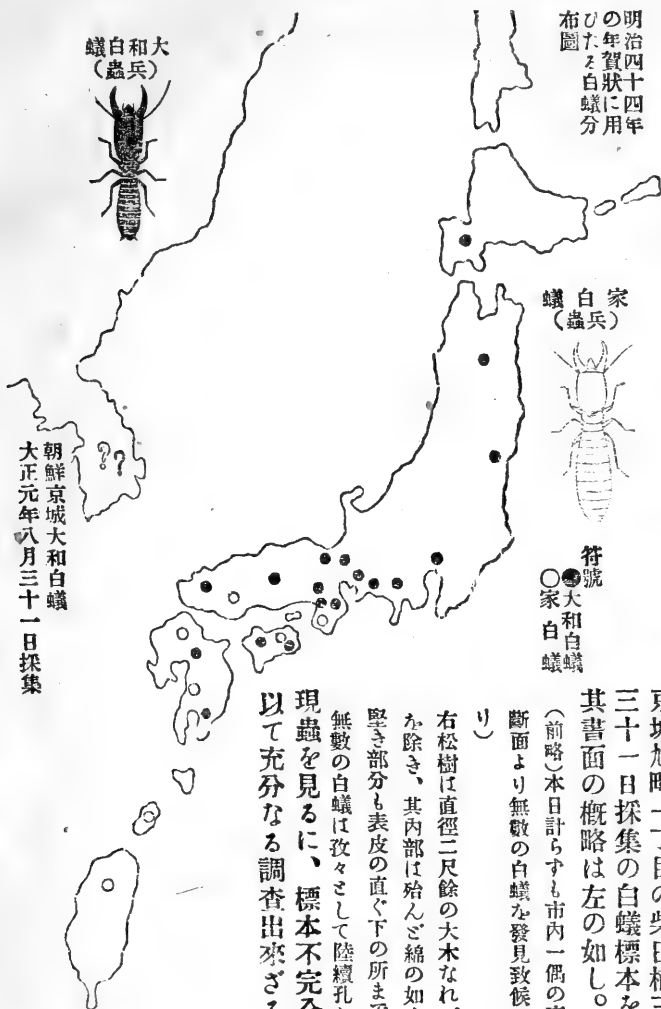 明治四十四年
の年賀狀に用
ひたる白蟻分
布圖
大和白蟻
(兵蟲)
家白蟻
(兵蟲)
符號
●大和白蟻
○家白蟻
??
朝鮮京城大和白蟻
大正元年八月三十一日採集
三十一日採集の白蟻標本を
其書面の概略は左の如し。
(前略)本日計らずも市内一偶の
斷面より無數の白蟻を發見致候
り)
右松樹は直徑二尺餘の大木なれ
を除き、其内部は殆んど綿の如
堅き部分も表皮の直ぐ下の所ま
無數の白蟻は孜々として陸續孔
現蟲を見るに、標本不完全
以て充分なる調査出來ざる